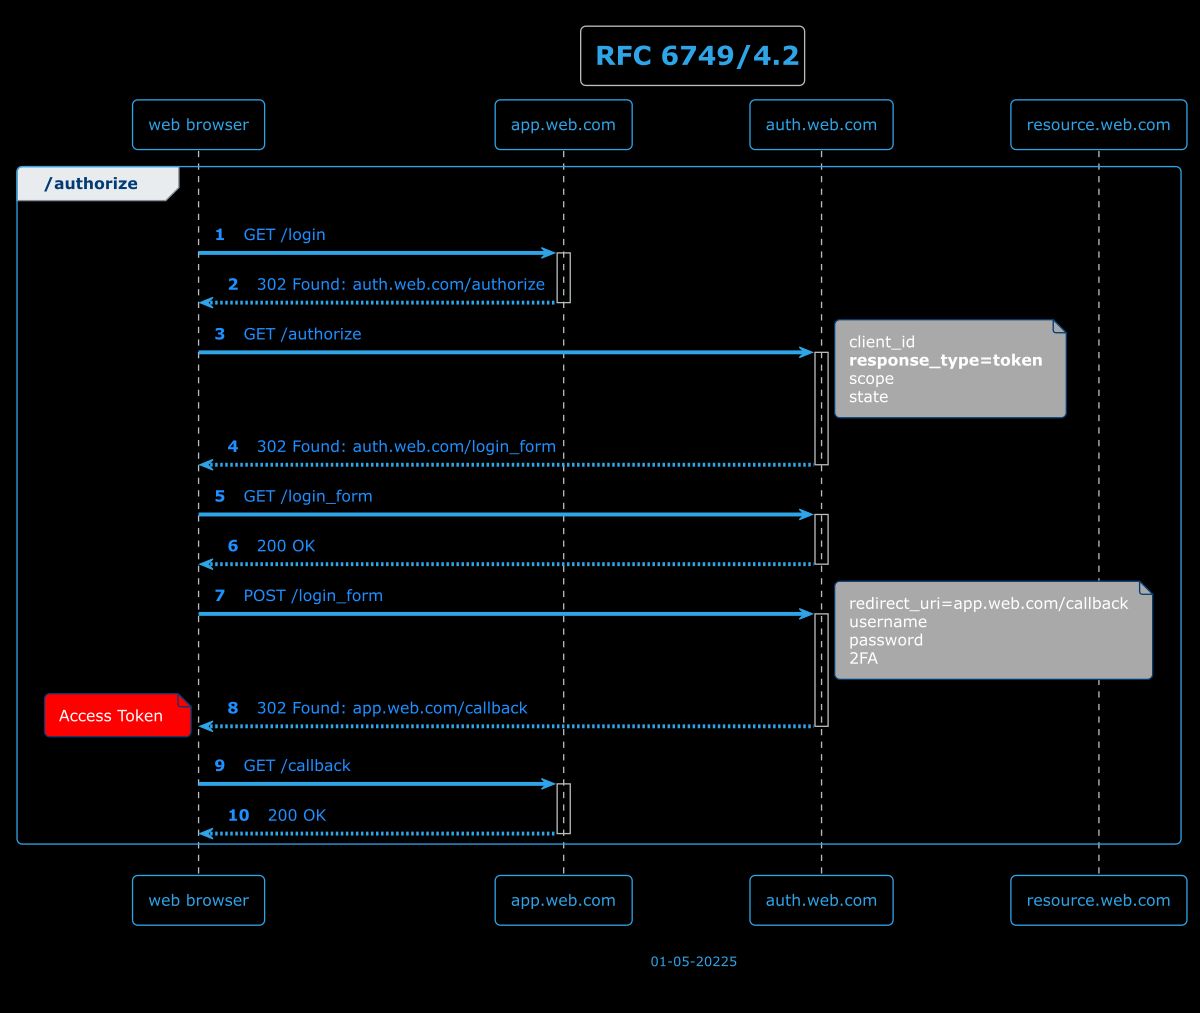 RFC 6749/4.2
web browser
app.web.com
auth.web.com
resource.web.com
/authorize
1 GET /login
2 302 Found: auth.web.com/authorize
3 GET /authorize
client_id
response_type=token
scope
state
4 302 Found: auth.web.com/login_form
5 GET /login_form
6 200 OK
7 POST /login_form
redirect_uri=app.web.com/callback
username
password
2FA
Access Token
8 302 Found: app.web.com/callback
9 GET /callback
10 200 OK
web browser
app.web.com
auth.web.com
resource.web.com
01-05-20225